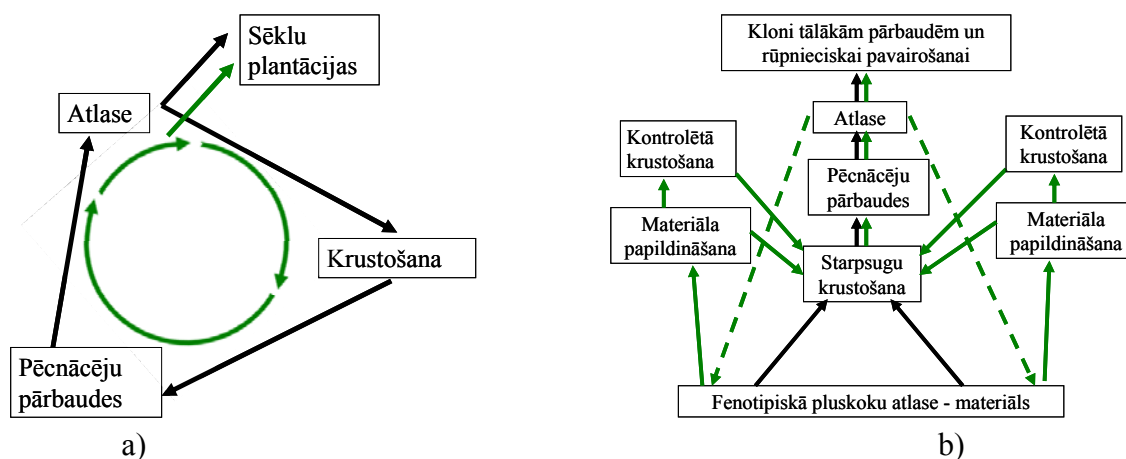 Sēklu
plantācijas
Atlase
Krustošana
Pēcnācēju
pārbaudes
a)
Kloni tālākām pārbaudēm un
rūpnieciskai pavairošanai
Atlase
Kontrolētā
krustošana
Kontrolētā
krustošana
Pēcnācēju
pārbaudes
Materiāla
papildināšana
Materiāla
papildināšana
Starpsugu
krustošana
Fenotipiskā pluskoku atlase - materiāls
b)